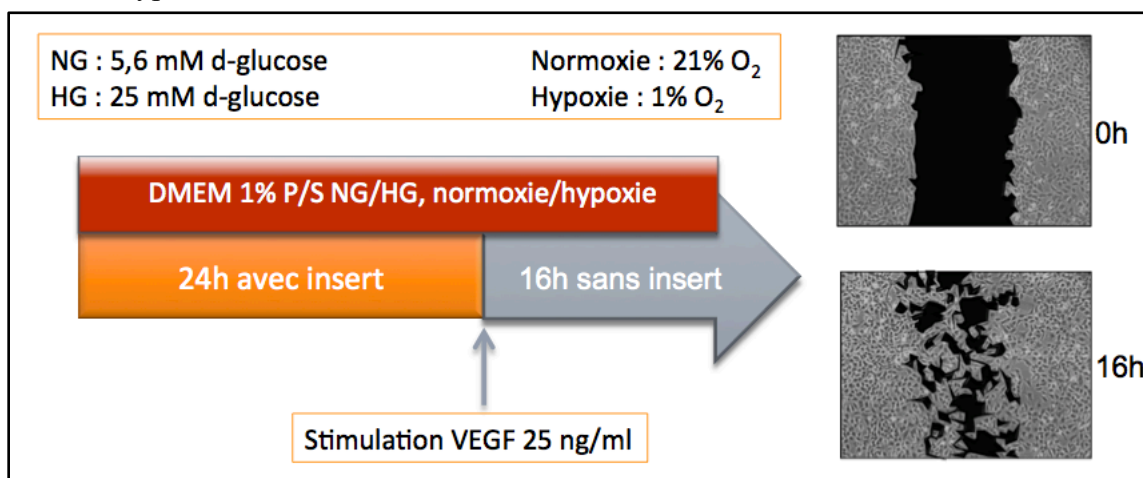 NG : 5,6 mM d-glucose
HG : 25 mM d-glucose
Normoxie : 21% O₂
Hypoxie : 1% O₂
DMEM 1% P/S NG/HG, normoxie/hypoxie
24h avec insert
16h sans insert
Stimulation VEGF 25 ng/ml
0h
16h